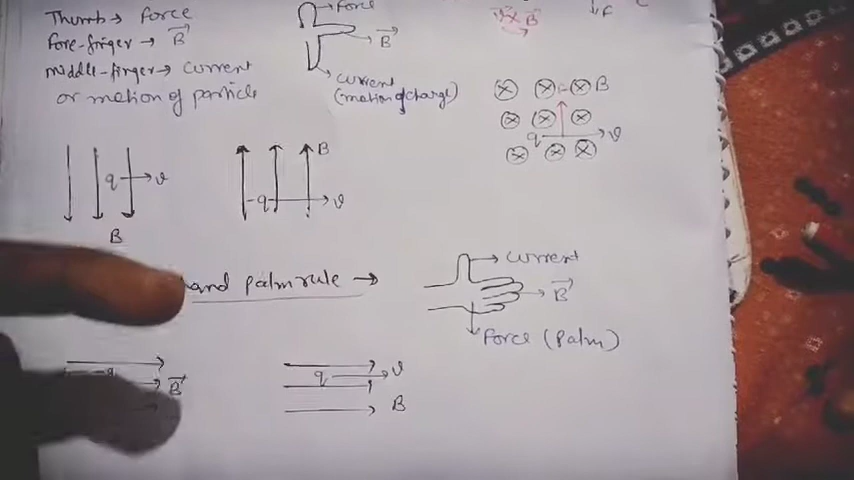 Thumb → Force
Fore-finger → B⃗
middle-finger → Current
or motion of particle
Force
B⃗
current
(motion of charge)
v⃗ × B⃗
F
⊗ ⊗ ⊗ B
⊗ ⊗ ⊗
q v
⊗ ⊗ ⊗
q → v
B
B
q → v
hand palm rule →
current
B⃗
Force (palm)
q
B⃗
q → v
B